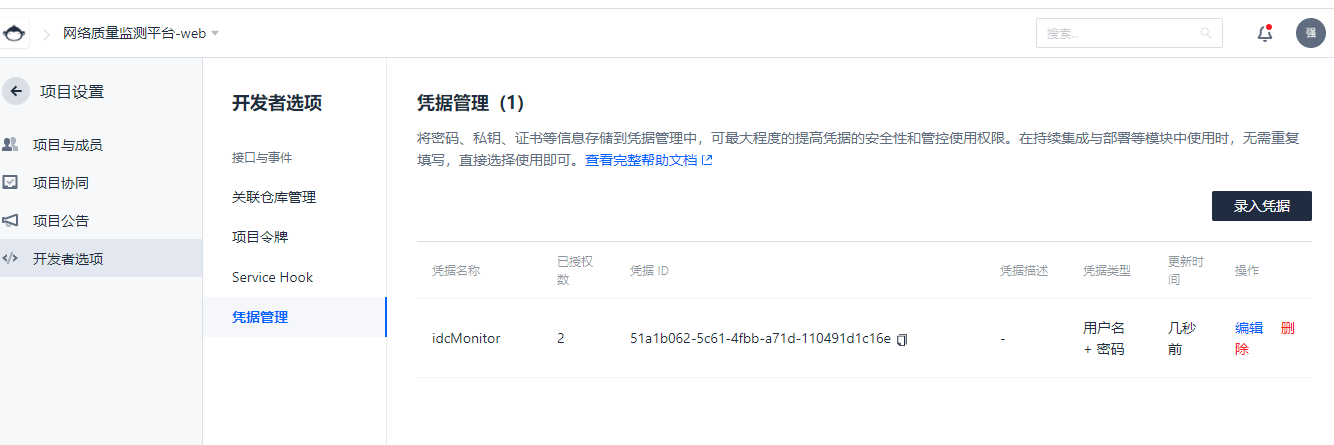 网络质量监测平台-web
搜索...
强
项目设置
项目与成员
项目协同
项目公告
开发者选项
开发者选项
接口与事件
关联仓库管理
项目令牌
Service Hook
凭据管理
凭据管理（1）
将密码、私钥、证书等信息存储到凭据管理中，可最大程度的提高凭据的安全性和管控使用权限。在持续集成与部署等模块中使用时，无需重复
填写，直接选择使用即可。查看完整帮助文档
录入凭据
凭据名称
已授权
数
凭据 ID
凭据描述
凭据类型
更新时
间
操作
idcMonitor
2
51a1b062-5c61-4fbb-a71d-110491d1c16e
-
用户名
+ 密码
几秒
前
编辑 删
除